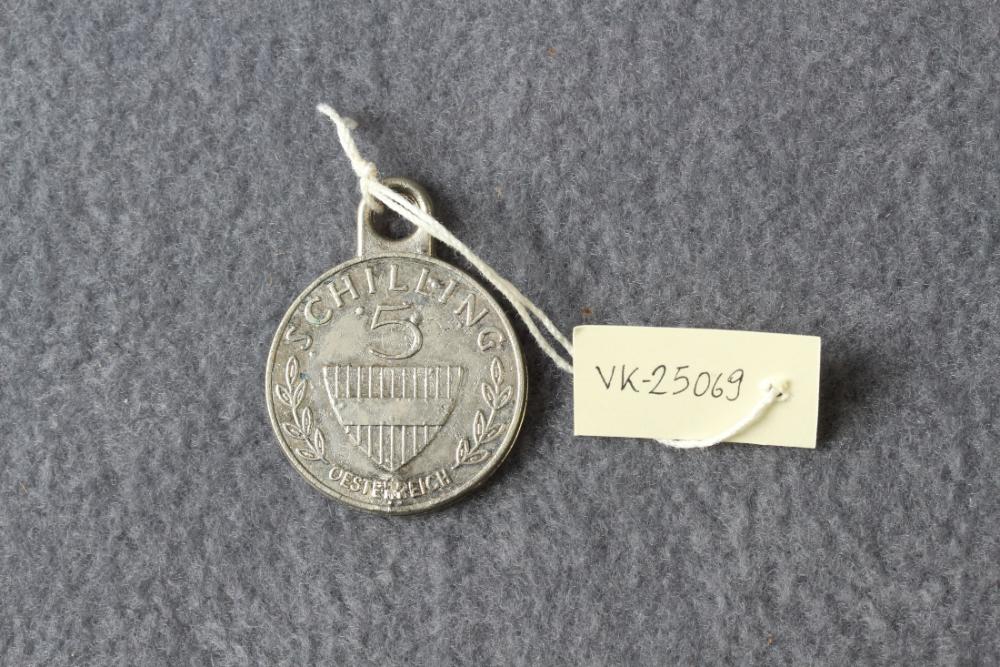 SCHILLING
5
OESTERREICH
VK-25069